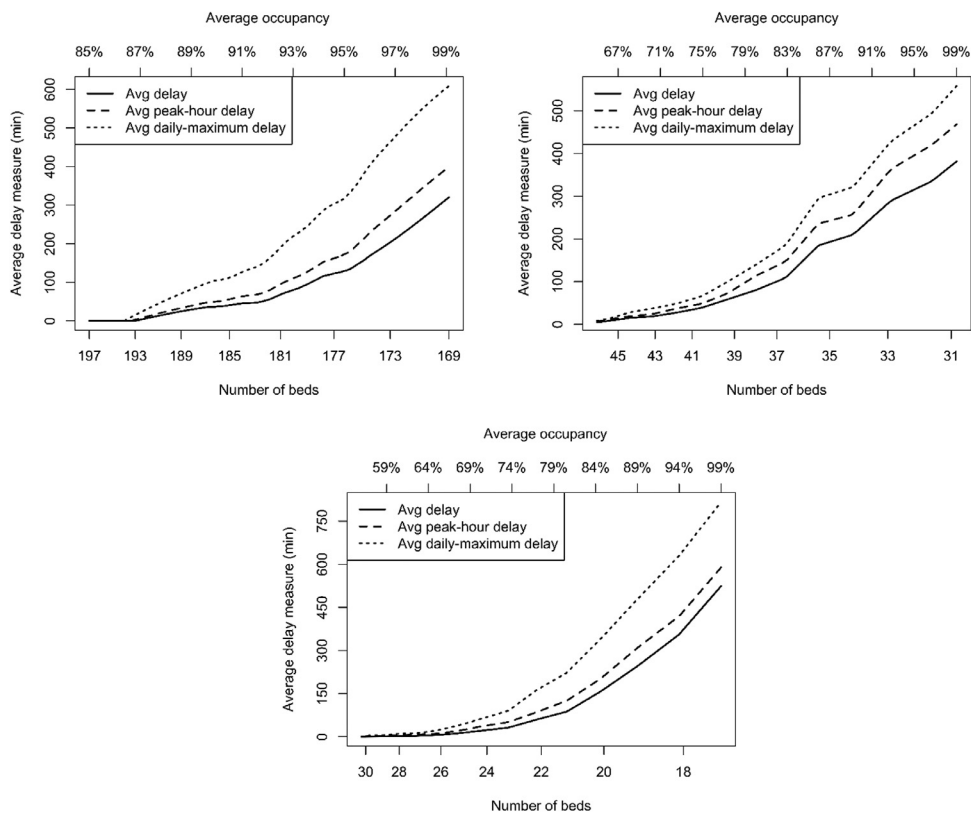 Average occupancy
85% 87% 89% 91% 93% 95% 97% 99%
Avg delay
Avg peak-hour delay
Avg daily-maximum delay
Average delay measure (min)
0 100 200 300 400 500 600
197 193 189 185 181 177 173 169
Number of beds
Average occupancy
67% 71% 75% 79% 83% 87% 91% 95% 99%
Avg delay
Avg peak-hour delay
Avg daily-maximum delay
Average delay measure (min)
0 100 200 300 400 500
45 43 41 39 37 35 33 31
Number of beds
Average occupancy
59% 64% 69% 74% 79% 84% 89% 94% 99%
Avg delay
Avg peak-hour delay
Avg daily-maximum delay
Average delay measure (min)
0 150 300 450 600 750
30 28 26 24 22 20 18
Number of beds